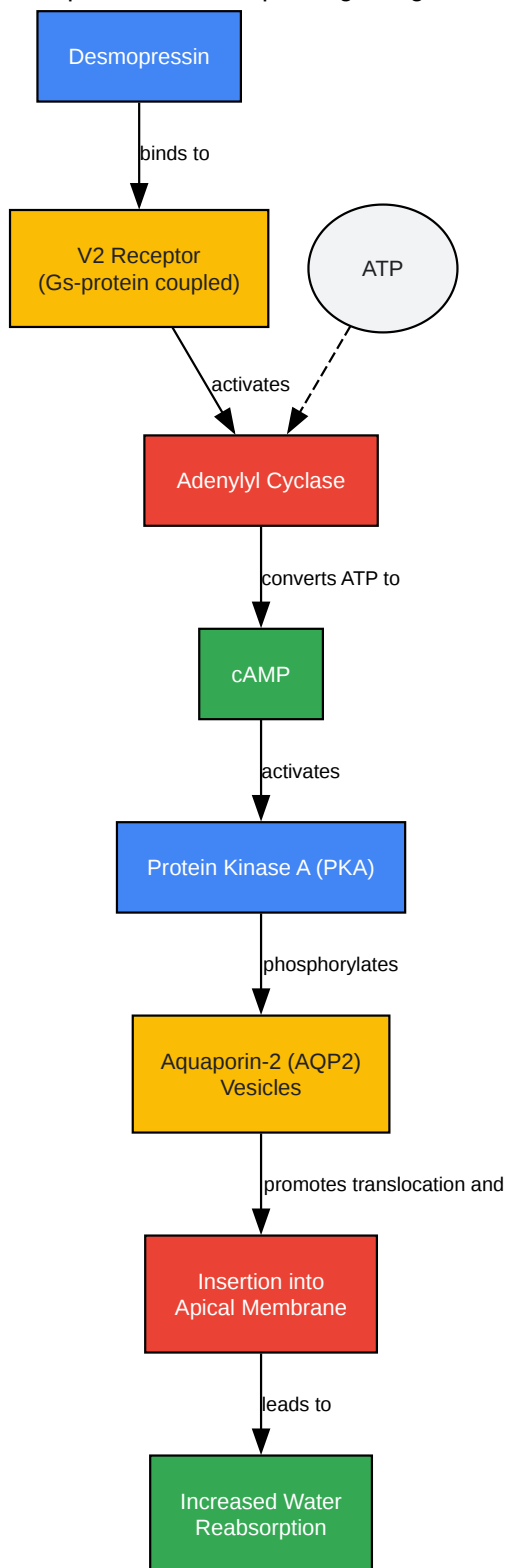 Desmopressin
binds to
V2 Receptor
(Gs-protein coupled)
ATP
activates
Adenylyl Cyclase
converts ATP to
cAMP
activates
Protein Kinase A (PKA)
phosphorylates
Aquaporin-2 (AQP2)
Vesicles
promotes translocation and
Insertion into
Apical Membrane
leads to
Increased Water
Reabsorption